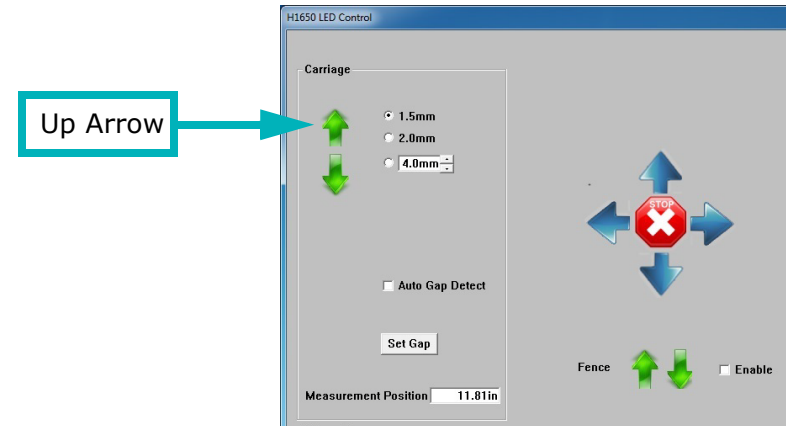 H1650 LED Control
Carriage
Up Arrow
1.5mm
2.0mm
4.0mm
STOP
Auto Gap Detect
Set Gap
Fence
Enable
Measurement Position 11.81in